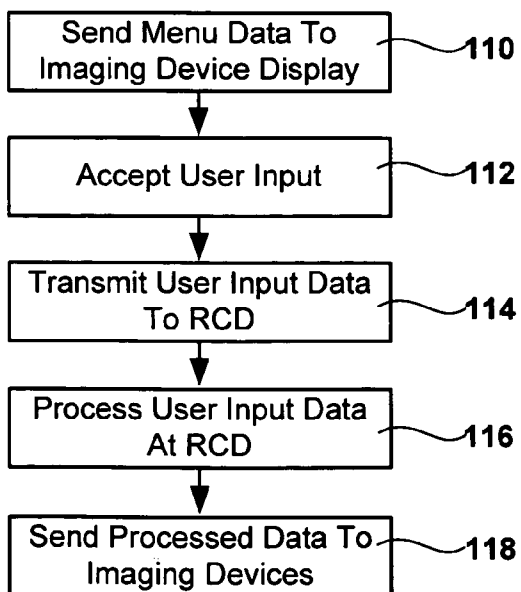 Send Menu Data To
Imaging Device Display
110
Accept User Input
112
Transmit User Input Data
To RCD
114
Process User Input Data
At RCD
116
Send Processed Data To
Imaging Devices
118